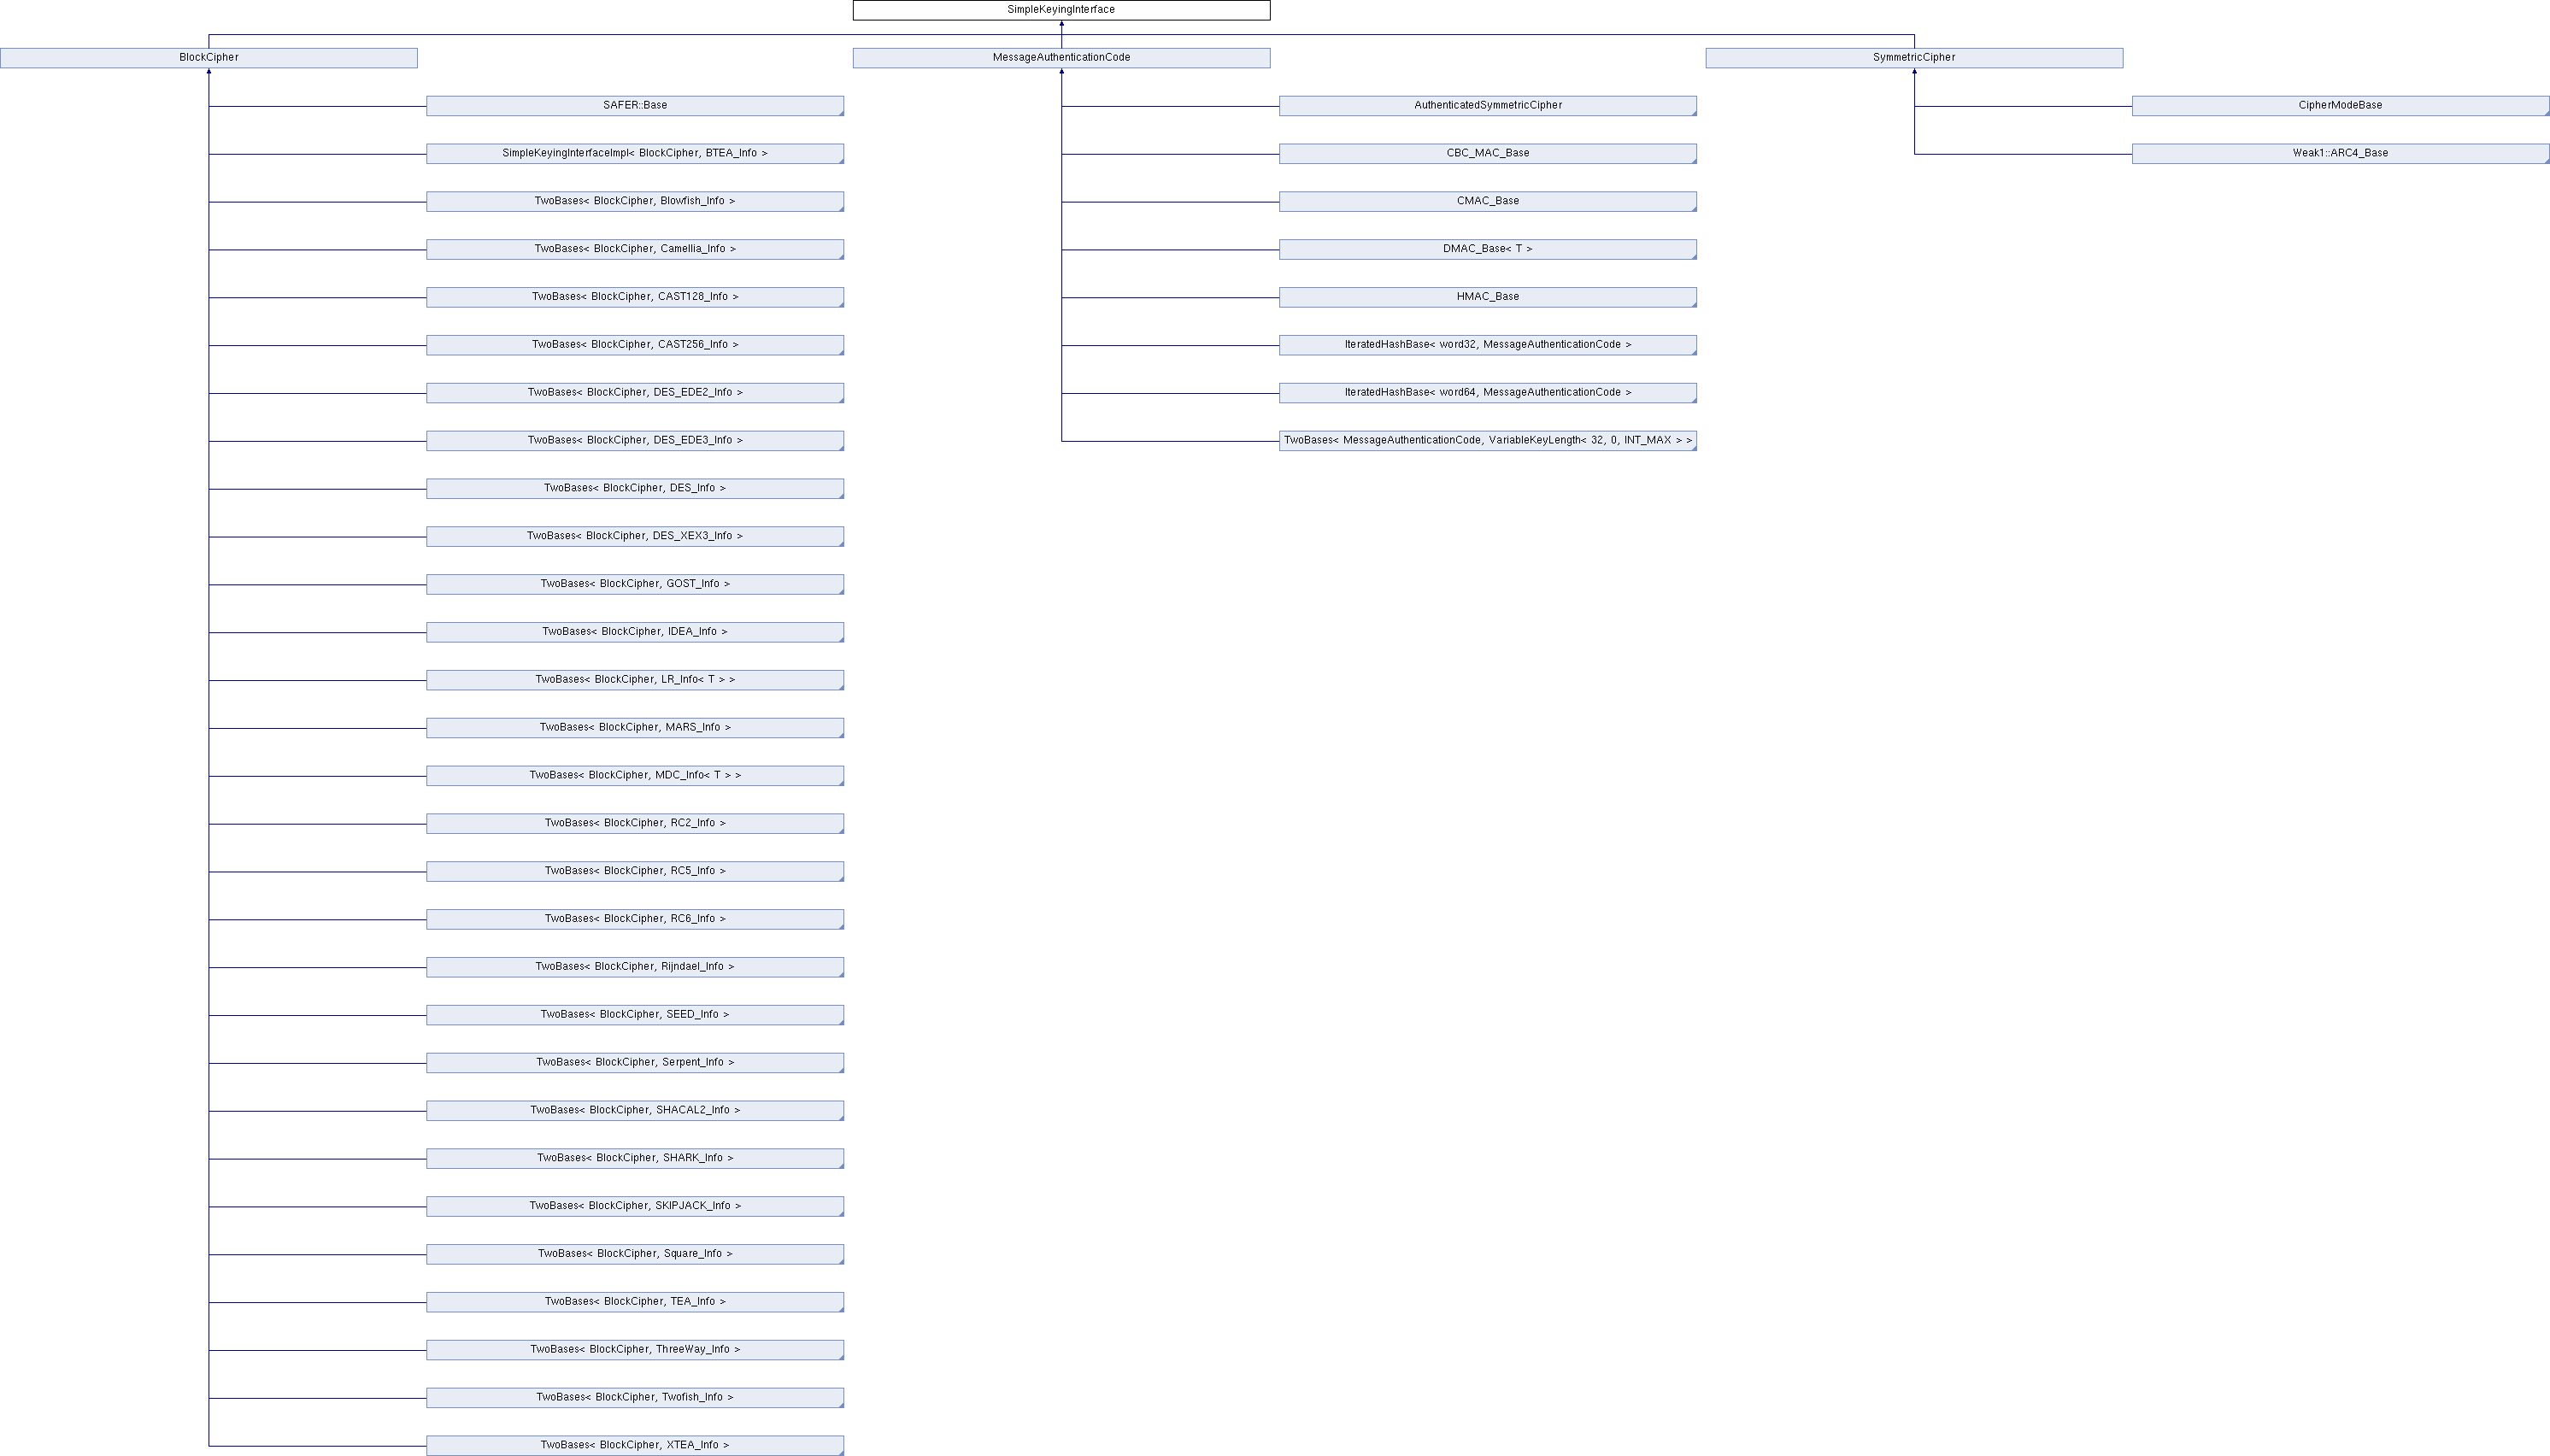 SimpleKeyingInterface
BlockCipher
MessageAuthenticationCode
SymmetricCipher
SAFER::Base
AuthenticatedSymmetricCipher
CipherModeBase
SimpleKeyingInterfaceImpl< BlockCipher, BTEA_Info >
CBC_MAC_Base
Weak1::ARC4_Base
TwoBases< BlockCipher, Blowfish_Info >
CMAC_Base
TwoBases< BlockCipher, Camellia_Info >
DMAC_Base< T >
TwoBases< BlockCipher, CAST128_Info >
HMAC_Base
TwoBases< BlockCipher, CAST256_Info >
IteratedHashBase< word32, MessageAuthenticationCode >
TwoBases< BlockCipher, DES_EDE2_Info >
IteratedHashBase< word64, MessageAuthenticationCode >
TwoBases< BlockCipher, DES_EDE3_Info >
TwoBases< MessageAuthenticationCode, VariableKeyLength< 32, 0, INT_MAX > >
TwoBases< BlockCipher, DES_Info >
TwoBases< BlockCipher, DES_XEX3_Info >
TwoBases< BlockCipher, GOST_Info >
TwoBases< BlockCipher, IDEA_Info >
TwoBases< BlockCipher, LR_Info< T > >
TwoBases< BlockCipher, MARS_Info >
TwoBases< BlockCipher, MDC_Info< T > >
TwoBases< BlockCipher, RC2_Info >
TwoBases< BlockCipher, RC5_Info >
TwoBases< BlockCipher, RC6_Info >
TwoBases< BlockCipher, Rijndael_Info >
TwoBases< BlockCipher, SEED_Info >
TwoBases< BlockCipher, Serpent_Info >
TwoBases< BlockCipher, SHACAL2_Info >
TwoBases< BlockCipher, SHARK_Info >
TwoBases< BlockCipher, SKIPJACK_Info >
TwoBases< BlockCipher, Square_Info >
TwoBases< BlockCipher, TEA_Info >
TwoBases< BlockCipher, ThreeWay_Info >
TwoBases< BlockCipher, Twofish_Info >
TwoBases< BlockCipher, XTEA_Info >